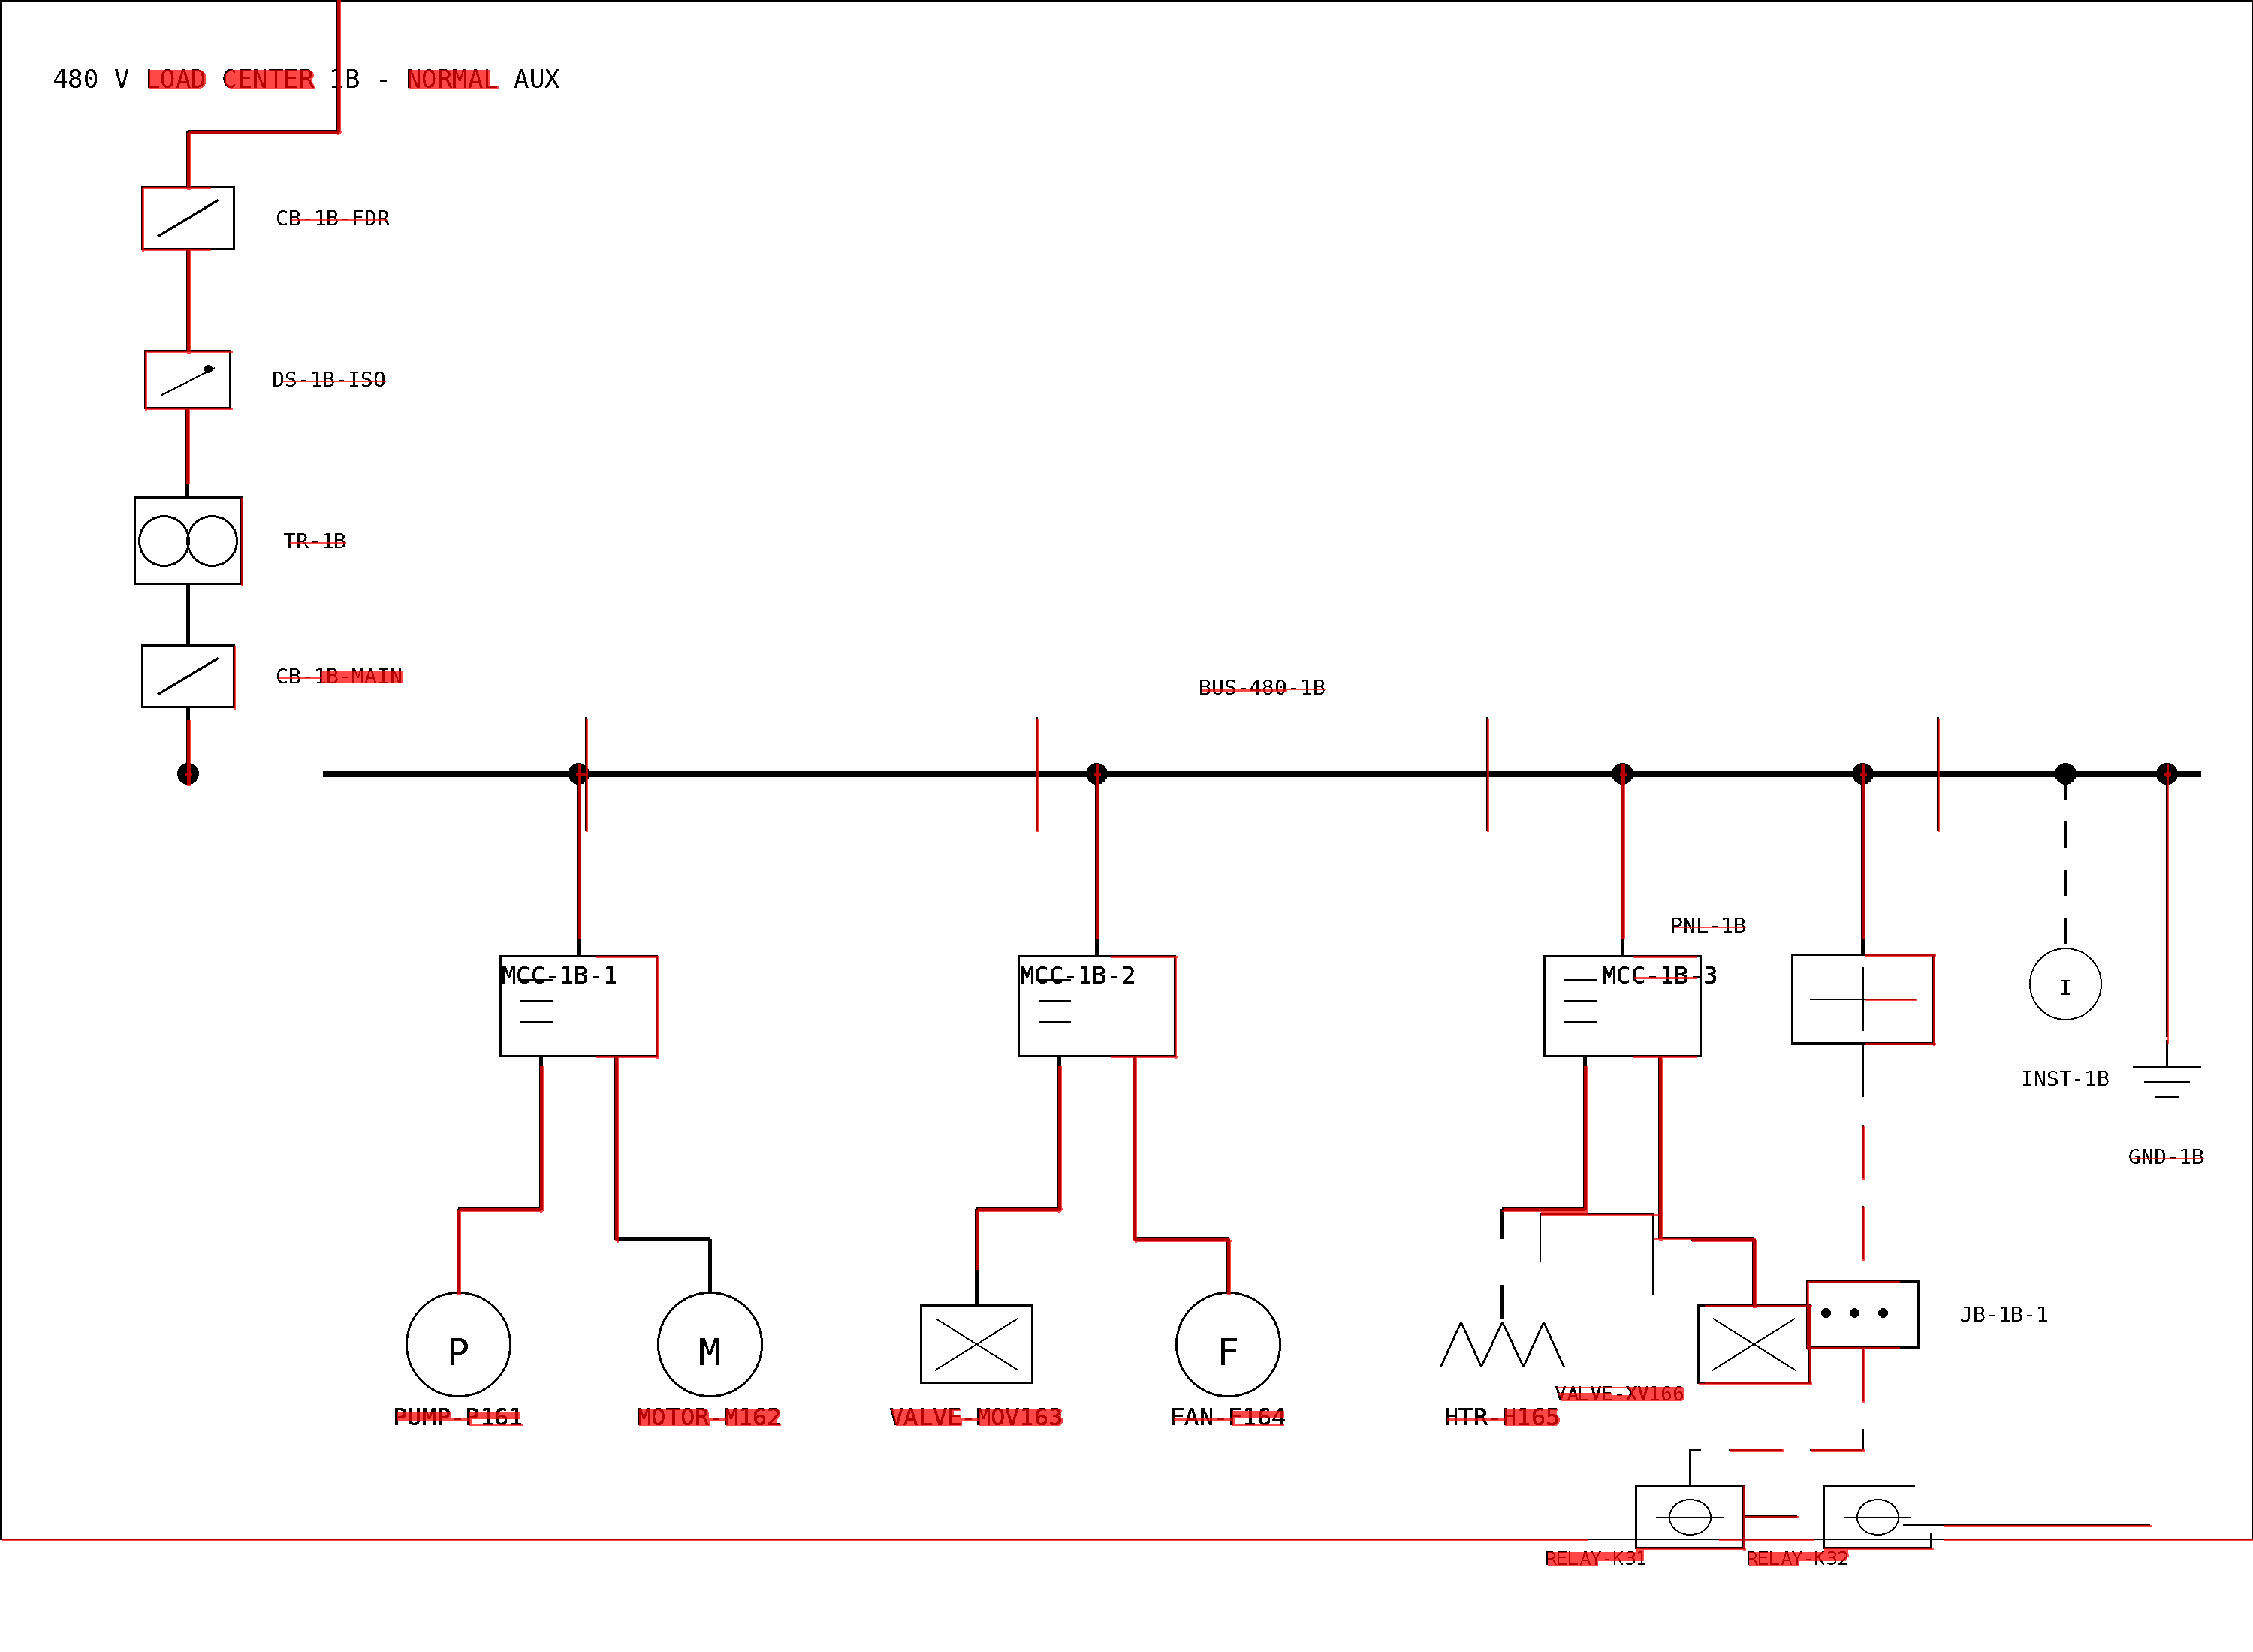 480 V LOAD CENTER 1B - NORMAL AUX
CB-1B-FDR
DS-1B-ISO
TR-1B
CB-1B-MAIN
BUS-480-1B
PNL-1B
MCC-1B-1
MCC-1B-2
MCC-1B-3
I
INST-1B
GND-1B
JB-1B-1
P
M
F
VALVE-XV166
PUMP-P161
MOTOR-M162
VALVE-MOV163
FAN-F164
HTR-H165
RELAY-K31
RELAY-K32